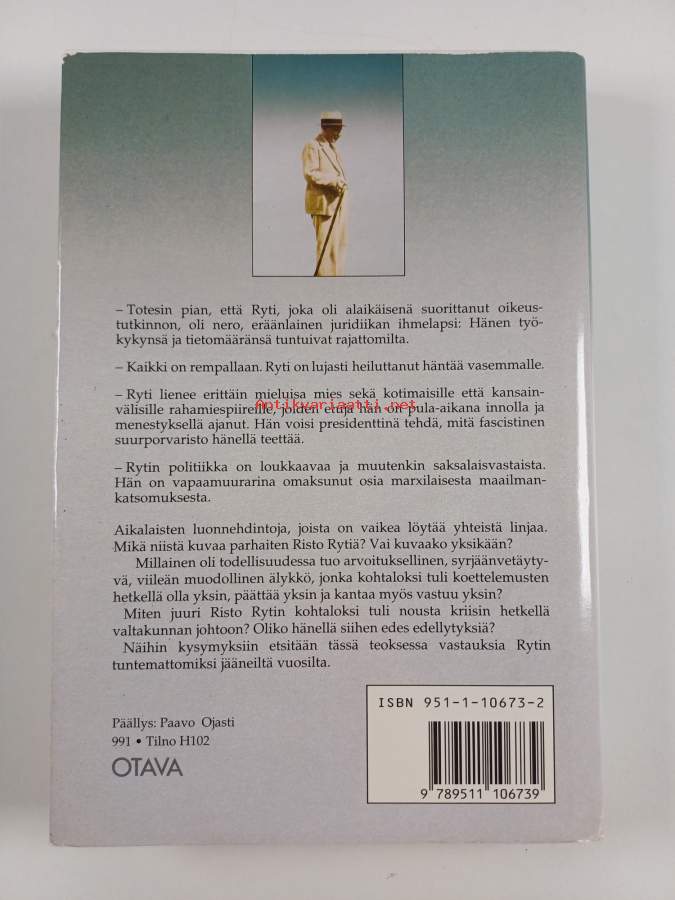 – Totesin pian, että Ryti, joka oli alaikäisenä suorittanut oikeus-
tutkinnon, oli nero, eräänlainen juridiikan ihmelapsi: Hänen työ-
kykynsä ja tietomääränsä tuntuivat rajattomilta.
– Kaikki on rempallaan. Ryti on lujasti heiluttanut häntää vasemmalle.
– Ryti lienee erittäin mieluisa mies sekä kotimaisille että kansain-
välisille rahamiespiireille, joiden etuja hän on pula-aikana innolla ja
Antikvariaatti.net
menestyksellä ajanut. Hän voisi presidenttinä tehdä, mitä fascistinen
suurporvaristo hänellä teettää.
– Rytin politiikka on loukkaavaa ja muutenkin saksalaisvastaista.
Hän on vapaamuurarina omaksunut osia marxilaisesta maailman-
katsomuksesta.
Aikalaisten luonnehdintoja, joista on vaikea löytää yhteistä linjaa.
Mikä niistä kuvaa parhaiten Risto Rytiä? Vai kuvaako yksikään?
Millainen oli todellisuudessa tuo arvoituksellinen, syrjäänvetäyty-
vä, viileän muodollinen älykkö, jonka kohtaloksi tuli koettelemusten
hetkellä olla yksin, päättää yksin ja kantaa myös vastuu yksin?
Miten juuri Risto Rytin kohtaloksi tuli nousta kriisin hetkellä
valtakunnan johtoon? Oliko hänellä siihen edes edellytyksiä?
Näihin kysymyksiin etsitään tässä teoksessa vastauksia Rytin
tuntemattomiksi jääneiltä vuosilta.
Päällys: Paavo Ojasti
991 • Tilno H102
OTAVA
ISBN 951-1-10673-2
9 789511 106739